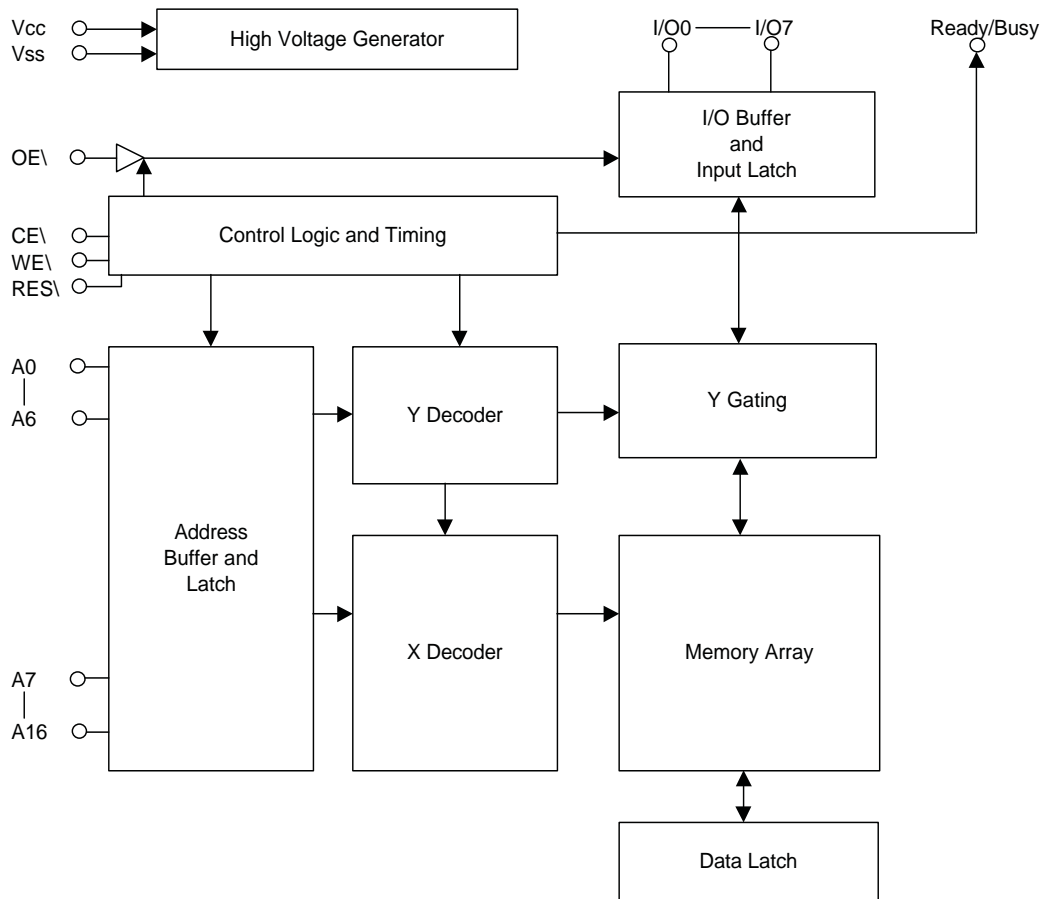 Vcc
Vss
High Voltage Generator
I/O0
I/O7
Ready/Busy
I/O Buffer
and
Input Latch
OE\
Control Logic and Timing
CE\
WE\
RES\
A0
A6
Y Decoder
Y Gating
Address
Buffer and
Latch
X Decoder
Memory Array
A7
A16
Data Latch